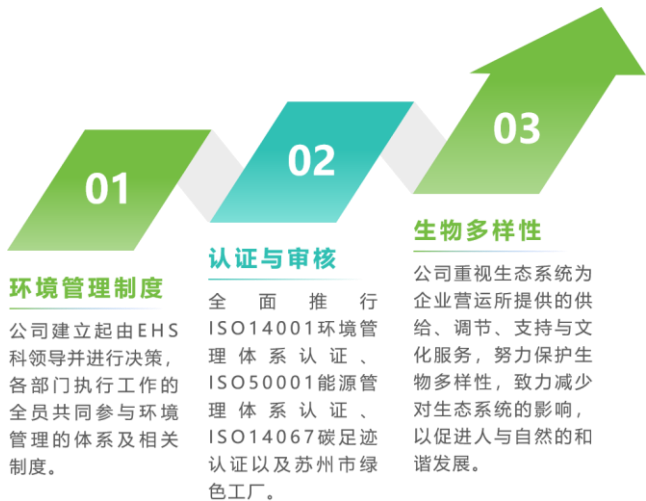 01
环境管理制度
公司建立起由EHS
科领导并进行决策，
各部门执行工作的
全员共同参与环境
管理的体系及相关
制度。
02
认证与审核
全面推行
ISO14001环境管
理体系认证、
ISO50001能源管
理体系认证、
ISO14067碳足迹
认证以及苏州市绿
色工厂。
03
生物多样性
公司重视生态系统为
企业营运所提供的供
给、调节、支持与文
化服务，努力保护生
物多样性，致力减少
对生态系统的影响，
以促进人与自然的和
谐发展。